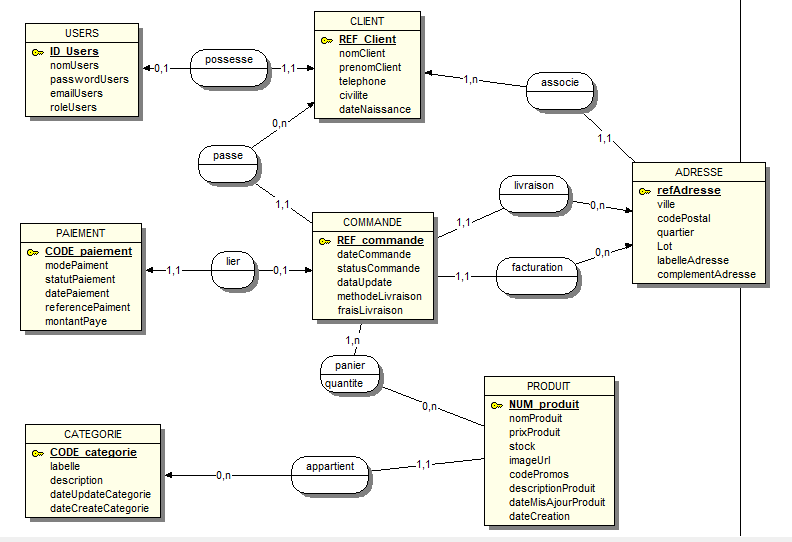 USERS
ID_Users
nomUsers
passwordUsers
emailUsers
roleUsers
0,1
possesse
1,1
CLIENT
REF_Client
nomClient
prenomClient
telephone
civilite
dateNaissance
1,n
associe
1,1
0,n
passe
1,1
ADRESSE
refAdresse
ville
codePostal
quartier
Lot
labelleAdresse
complementAdresse
livraison
1,1
0,n
facturation
1,1
0,n
PAIEMENT
CODE_paiement
modePaiment
statutPaiement
datePaiement
referencePaiment
montantPaye
1,1
lier
0,1
COMMANDE
REF_commande
dateCommande
statusCommande
dataUpdate
methodeLivraison
fraisLivraison
1,n
panier
quantite
0,n
PRODUIT
NUM_produit
nomProduit
prixProduit
stock
imageUrl
codePromos
descriptionProduit
dateMisAjourProduit
dateCreation
CATEGORIE
CODE_categorie
labelle
description
dateUpdateCategorie
dateCreateCategorie
0,n
appartient
1,1